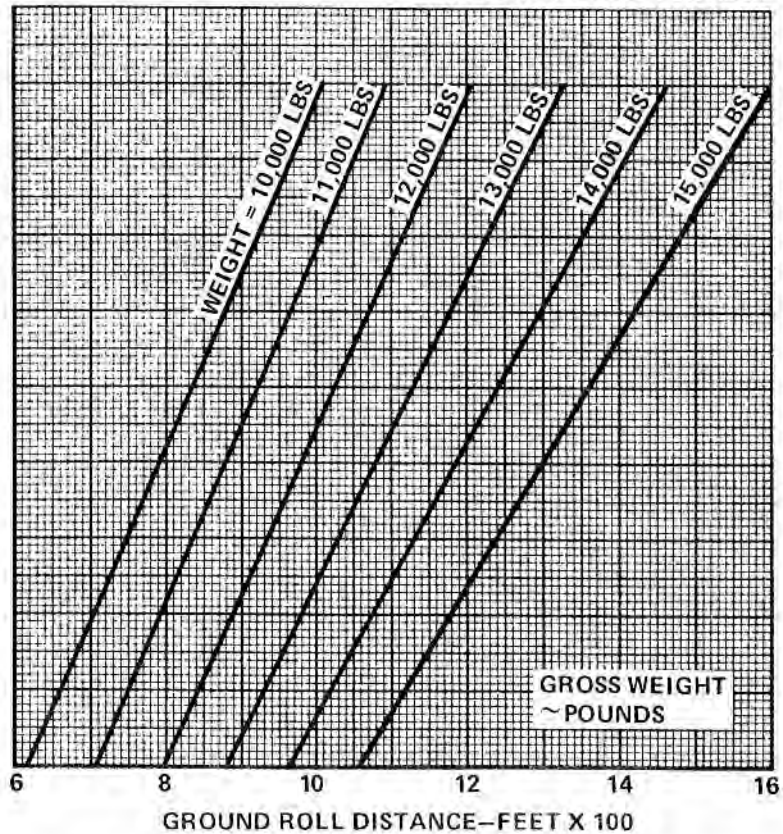 WEIGHT = 10,000 LBS
11,000 LBS
12,000 LBS
13,000 LBS
14,000 LBS
15,000 LBS
GROSS WEIGHT
~POUNDS
6 8 10 12 14 16
GROUND ROLL DISTANCE–FEET X 100